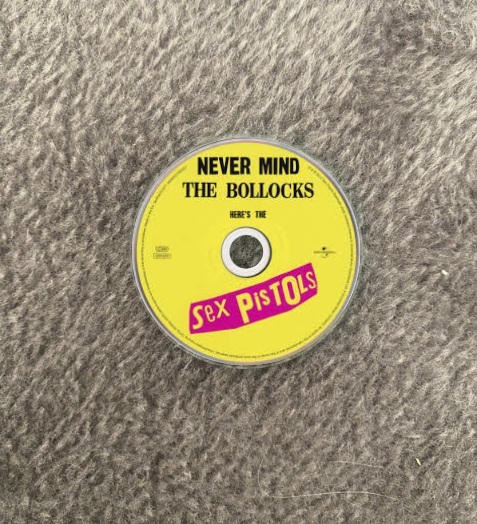 NEVER MIND
THE BOLLOCKS
HERE'S THE
SEX PISTOLS